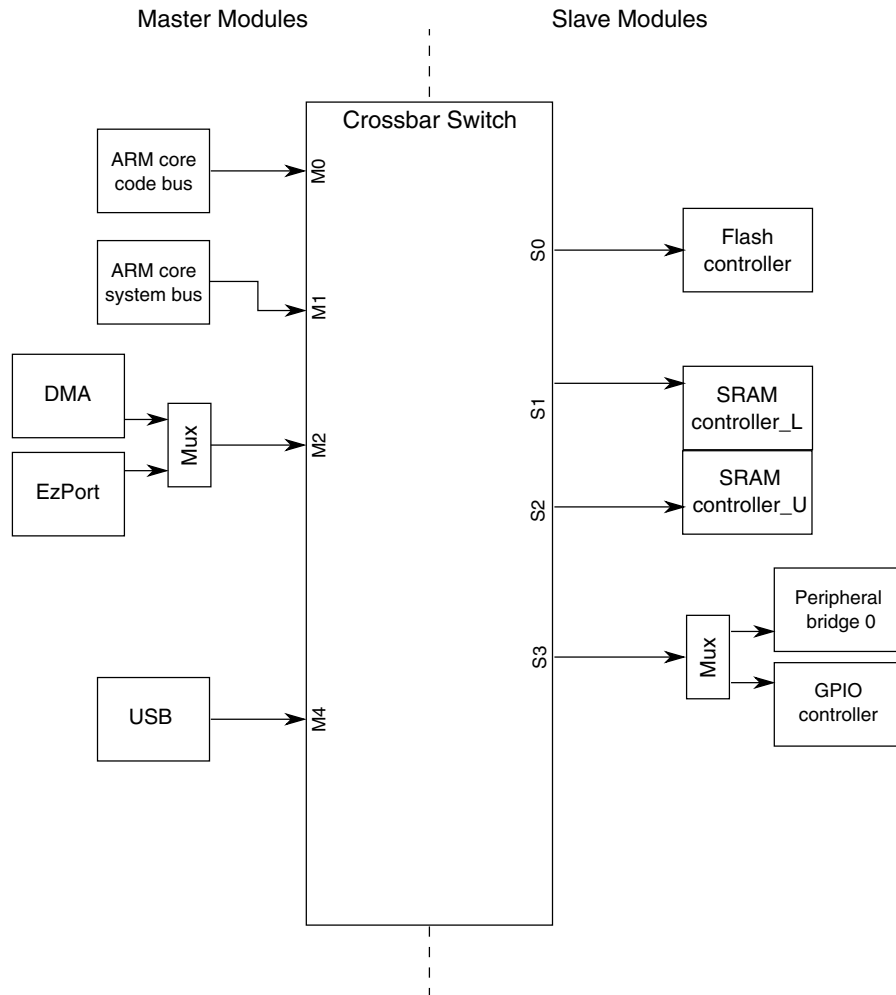 Master Modules
Slave Modules
Crossbar Switch
ARM core
code bus
M0
ARM core
system bus
M1
DMA
EzPort
Mux
M2
USB
M4
S0
Flash
controller
S1
SRAM
controller_L
S2
SRAM
controller_U
S3
Mux
Peripheral
bridge 0
GPIO
controller